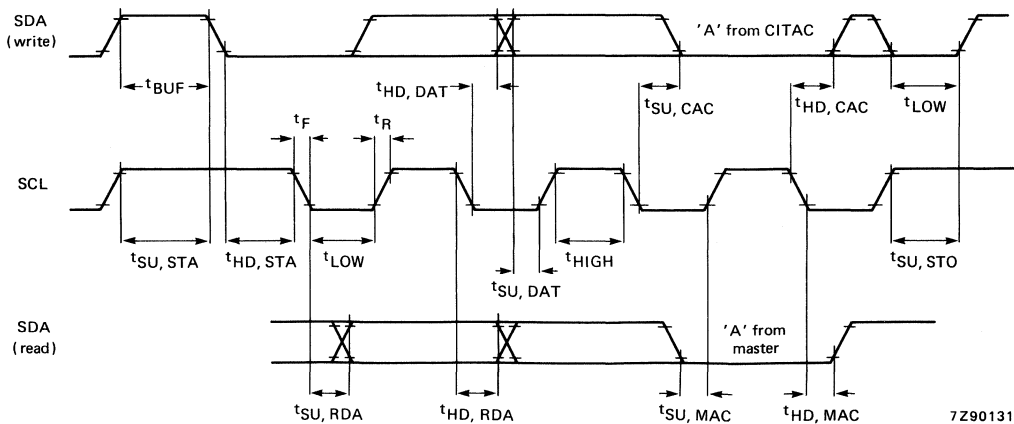 SDA
(write)
'A' from CITAC
tBUF
tHD, DAT
tSU, CAC
tHD, CAC
tLOW
tF
tR
SCL
tSU, STA
tHD, STA
tLOW
tHIGH
tSU, STO
tSU, DAT
SDA
(read)
'A' from
master
tSU, RDA
tHD, RDA
tSU, MAC
tHD, MAC
7Z90131